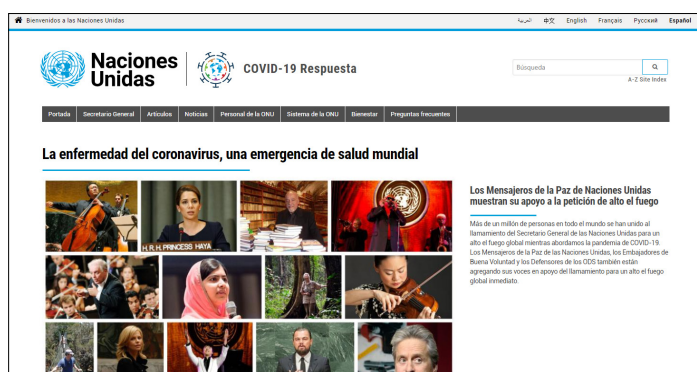 Bienvenidos a las Naciones Unidas
العربية 中文 English Français Русский Español
Naciones
Unidas
COVID-19 Respuesta
Búsqueda
A-Z Site Index
Portada Secretario General Artículos Noticias Personal de la ONU Sistema de la ONU Bienestar Preguntas frecuentes
La enfermedad del coronavirus, una emergencia de salud mundial
H.R.H. PRINCESS HAYA
Los Mensajeros de la Paz de Naciones Unidas
muestran su apoyo a la petición de alto el fuego
Más de un millón de personas en todo el mundo se han unido al
llamamiento del Secretario General de las Naciones Unidas para un
alto el fuego global mientras abordamos la pandemia de COVID-19.
Los Mensajeros de la Paz de las Naciones Unidas, los Embajadores de
Buena Voluntad y los Defensores de los ODS también están
agregando sus voces en apoyo del llamamiento para un alto el fuego
global inmediato.